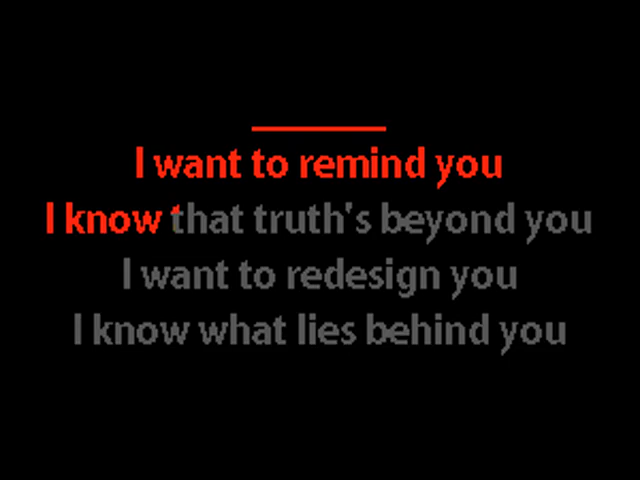 I want to remind you
I know that truth's beyond you
I want to redesign you
I know what lies behind you